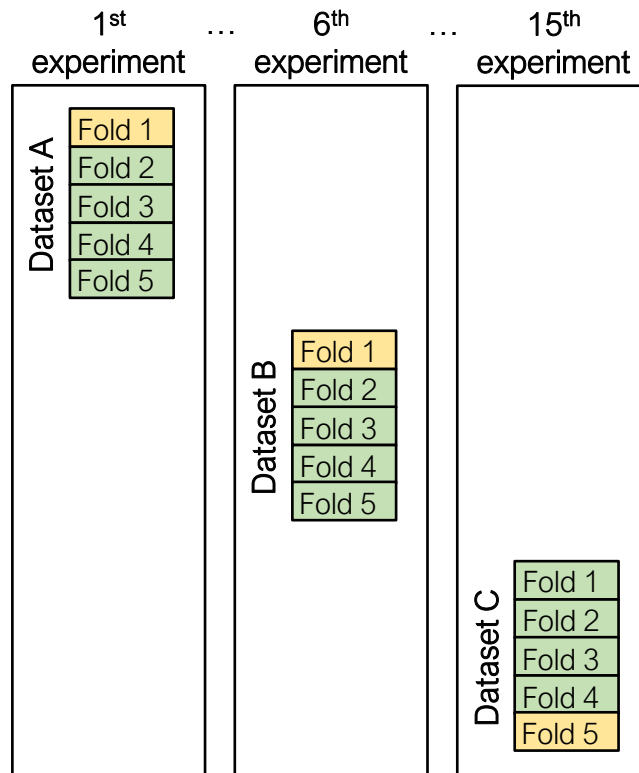 1st … 6th … 15th
experiment experiment experiment
Dataset A
Fold 1
Fold 2
Fold 3
Fold 4
Fold 5
Dataset B
Fold 1
Fold 2
Fold 3
Fold 4
Fold 5
Dataset C
Fold 1
Fold 2
Fold 3
Fold 4
Fold 5